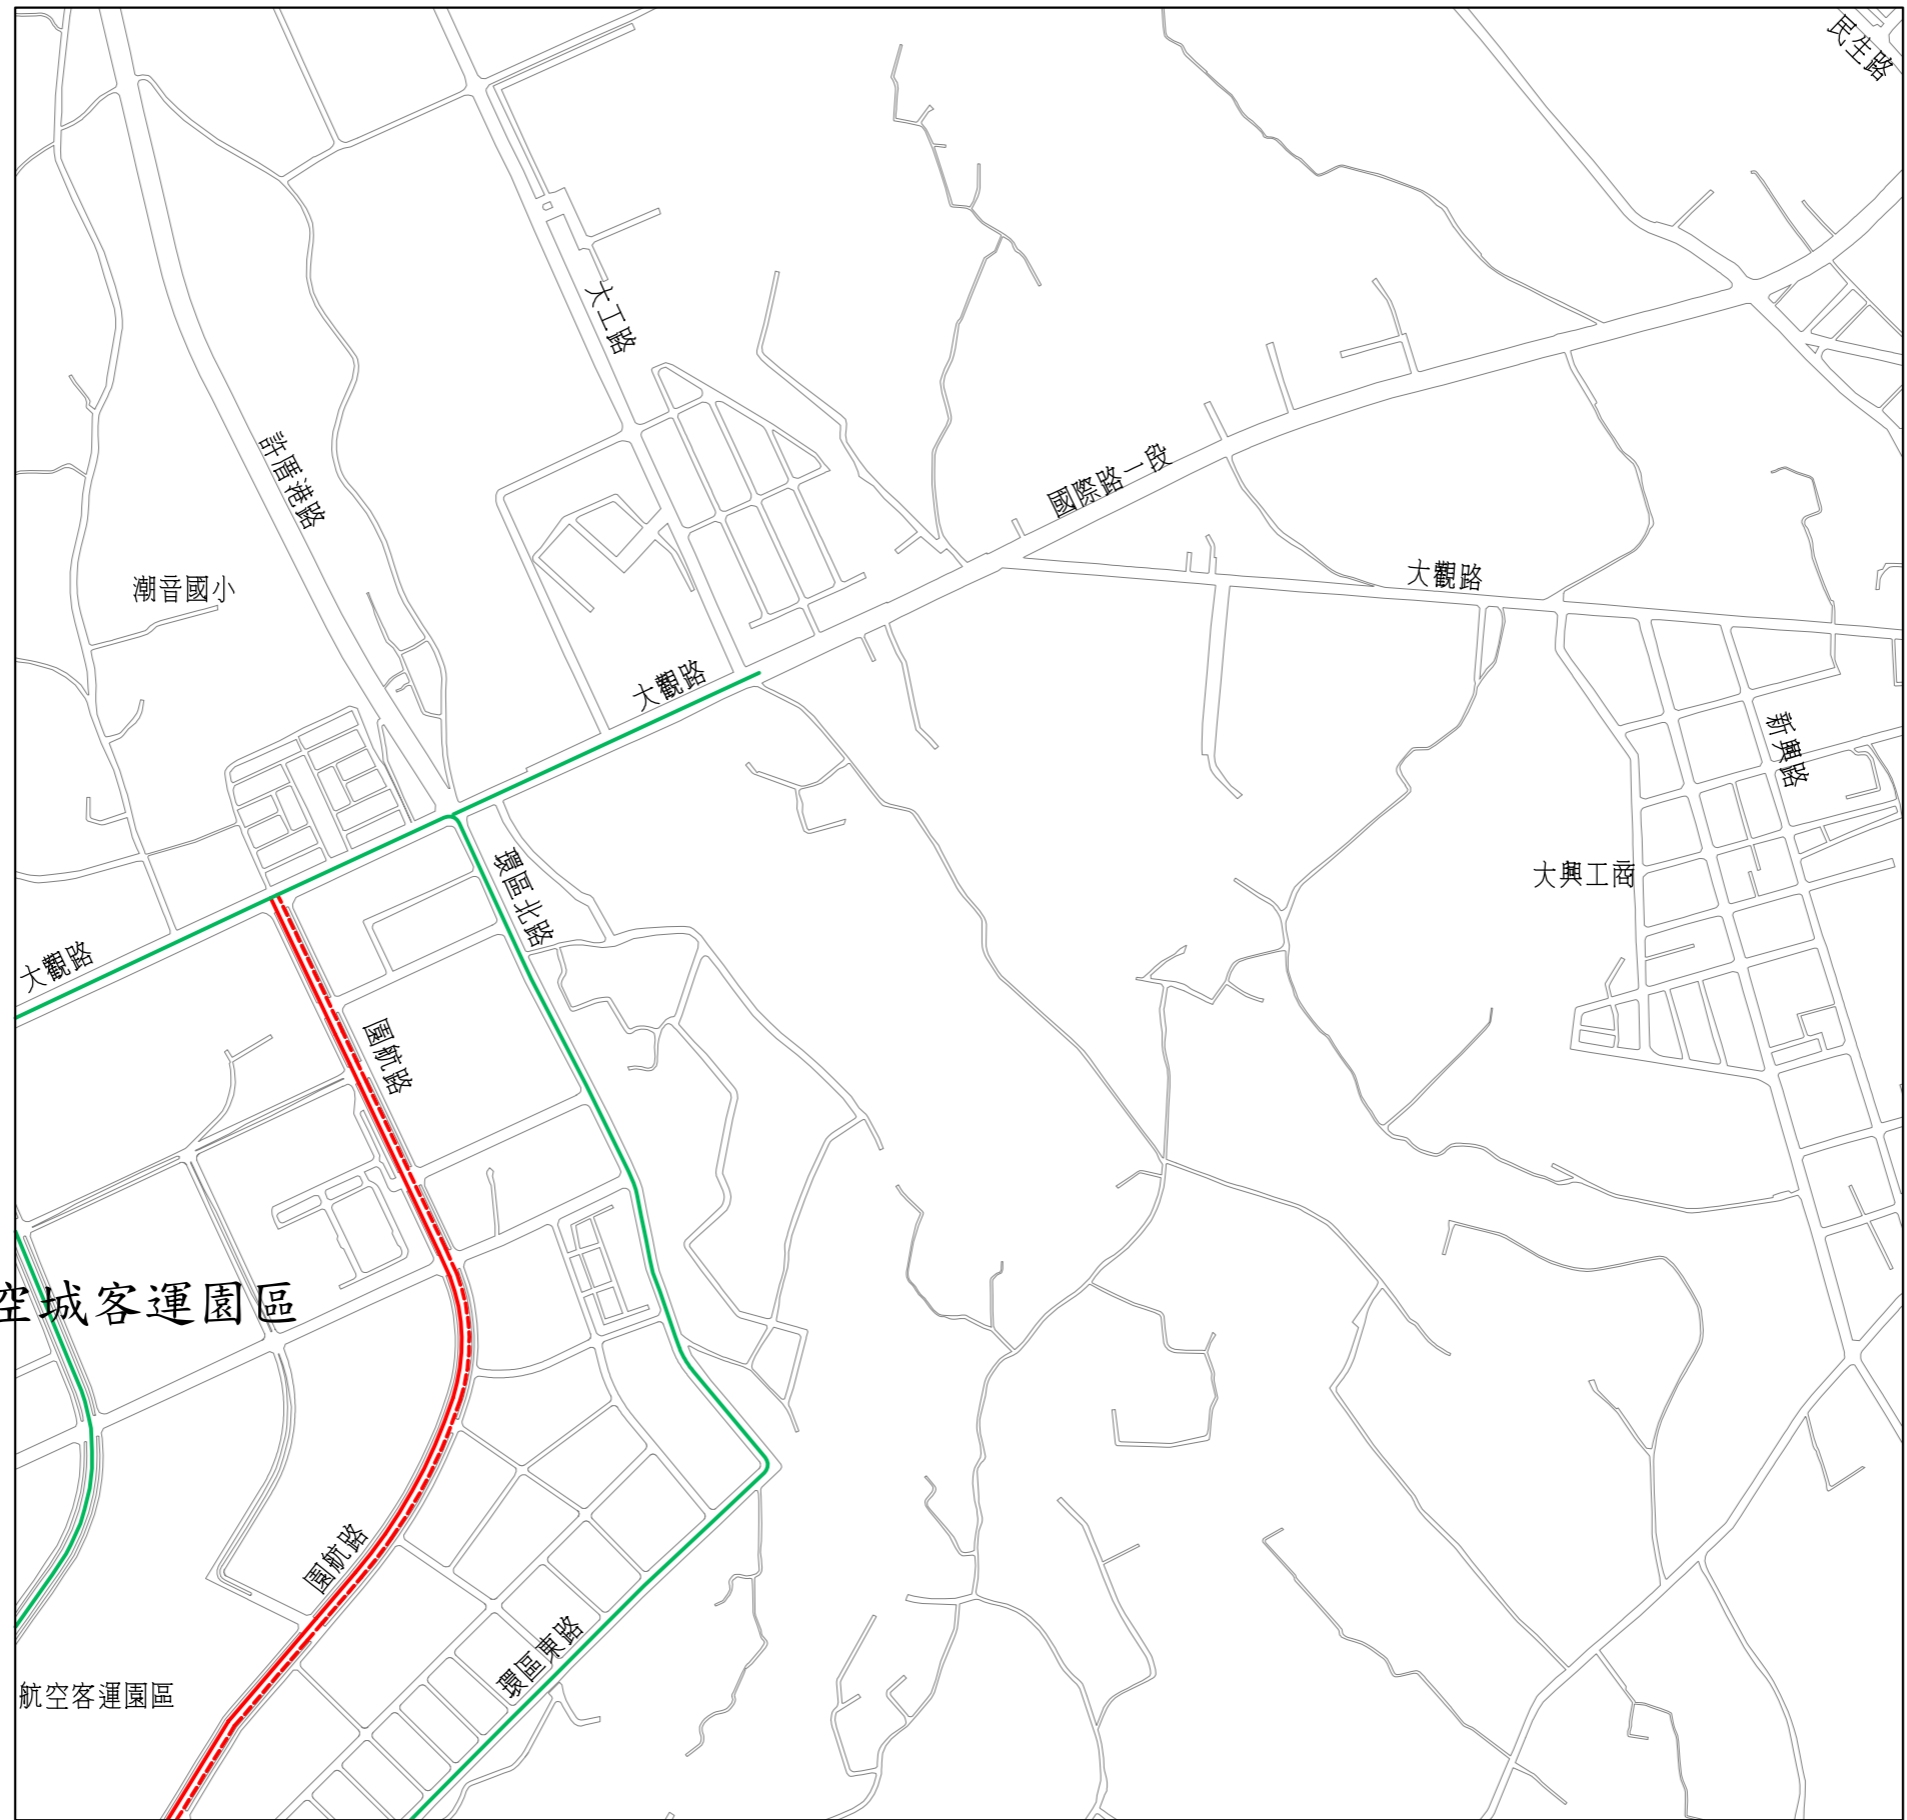 民生路
大工路
許厝港路
國際路一段
潮音國小
大觀路
大觀路
新興路
環區北路
大興工商
大觀路
園航路
空城客運園區
園航路
環區東路
航空客運園區